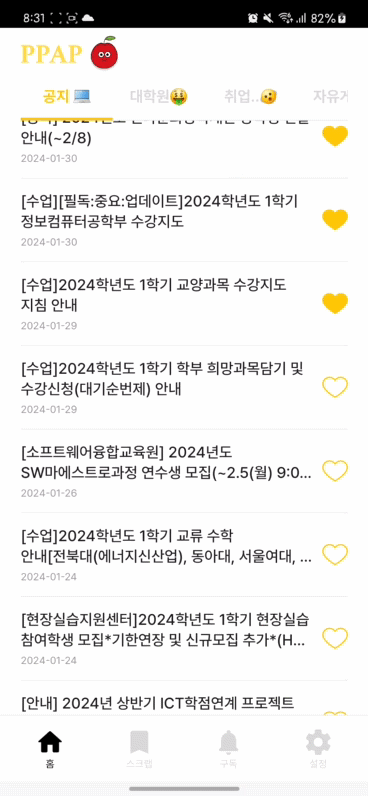 8:31
82%
PPAP
공지
대학원
취업..
자유거
안내(~2/8)
2024-01-30
[수업][필독:중요:업데이트]2024학년도 1학기
정보컴퓨터공학부 수강지도
2024-01-30
[수업]2024학년도 1학기 교양과목 수강지도
지침 안내
2024-01-29
[수업]2024학년도 1학기 학부 희망과목담기 및
수강신청(대기순번제) 안내
2024-01-29
[소프트웨어융합교육원] 2024년도
SW마에스트로과정 연수생 모집(~2.5(월) 9:0...
2024-01-26
[수업]2024학년도 1학기 교류 수학
안내[전북대(에너지신산업), 동아대, 서울여대, ...
2024-01-24
[현장실습지원센터]2024학년도 1학기 현장실습
참여학생 모집*기한연장 및 신규모집 추가*(H...
2024-01-24
[안내] 2024년 상반기 ICT학점연계 프로젝트
홈
스크랩
구독
설정